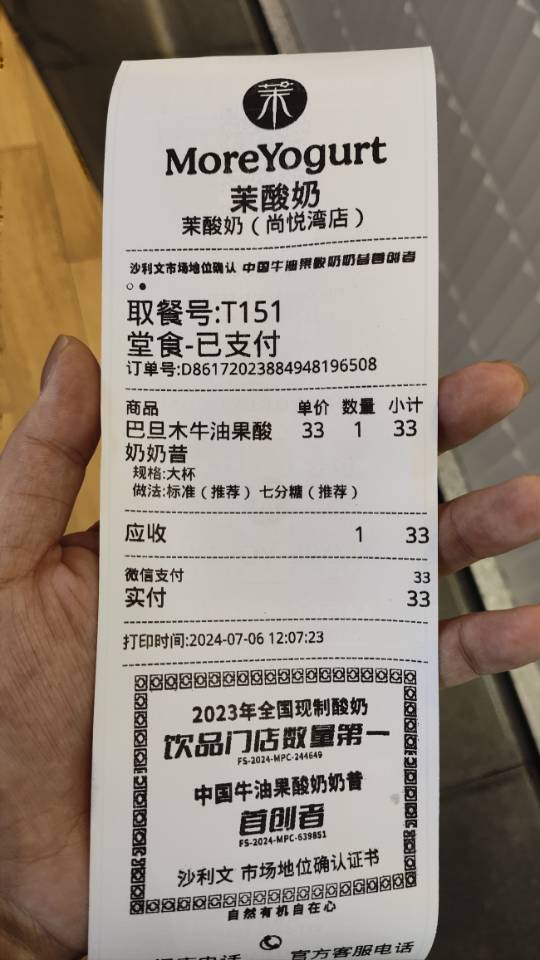 茉
MoreYogurt
茉酸奶
茉酸奶（尚悦湾店）
沙利文市场地位确认 中国牛油果酸奶奶昔首创者
取餐号:T151
堂食-已支付
订单号:D86172023884948196508
商品 单价 数量 小计
巴旦木牛油果酸 33 1 33
奶奶昔
规格:大杯
做法:标准（推荐） 七分糖（推荐）
应收 1 33
微信支付 33
实付 33
打印时间:2024-07-06 12:07:23
2023年全国现制酸奶
饮品门店数量第一
FS-2024-MPC-244649
中国牛油果酸奶奶昔
首创者
FS-2024-MPC-639851
沙利文 市场地位确认证书
自然有机自在心
官方客服电话